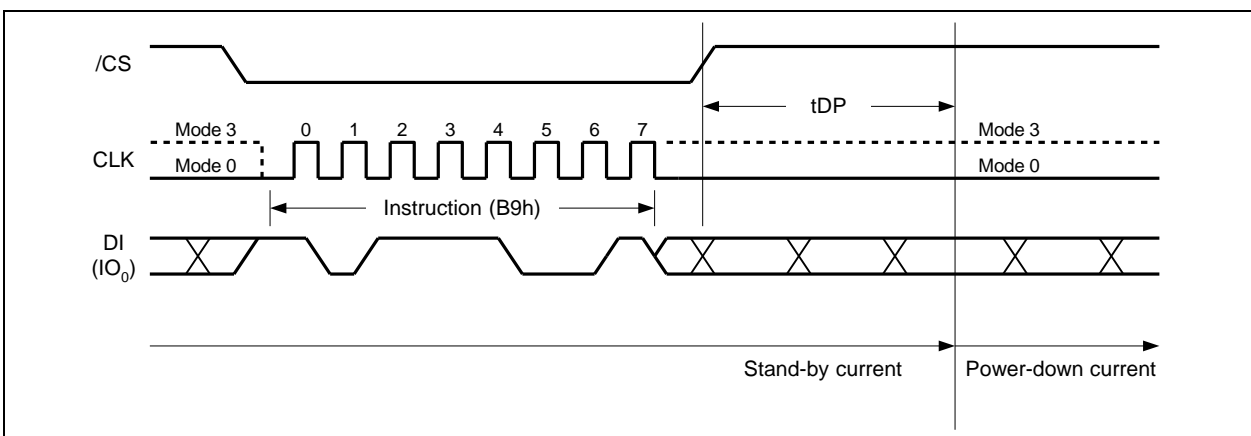 /CS
tDP
Mode 3 0 1 2 3 4 5 6 7 Mode 3
CLK
Mode 0 Mode 0
Instruction (B9h)
DI
(IO0)
Stand-by current Power-down current